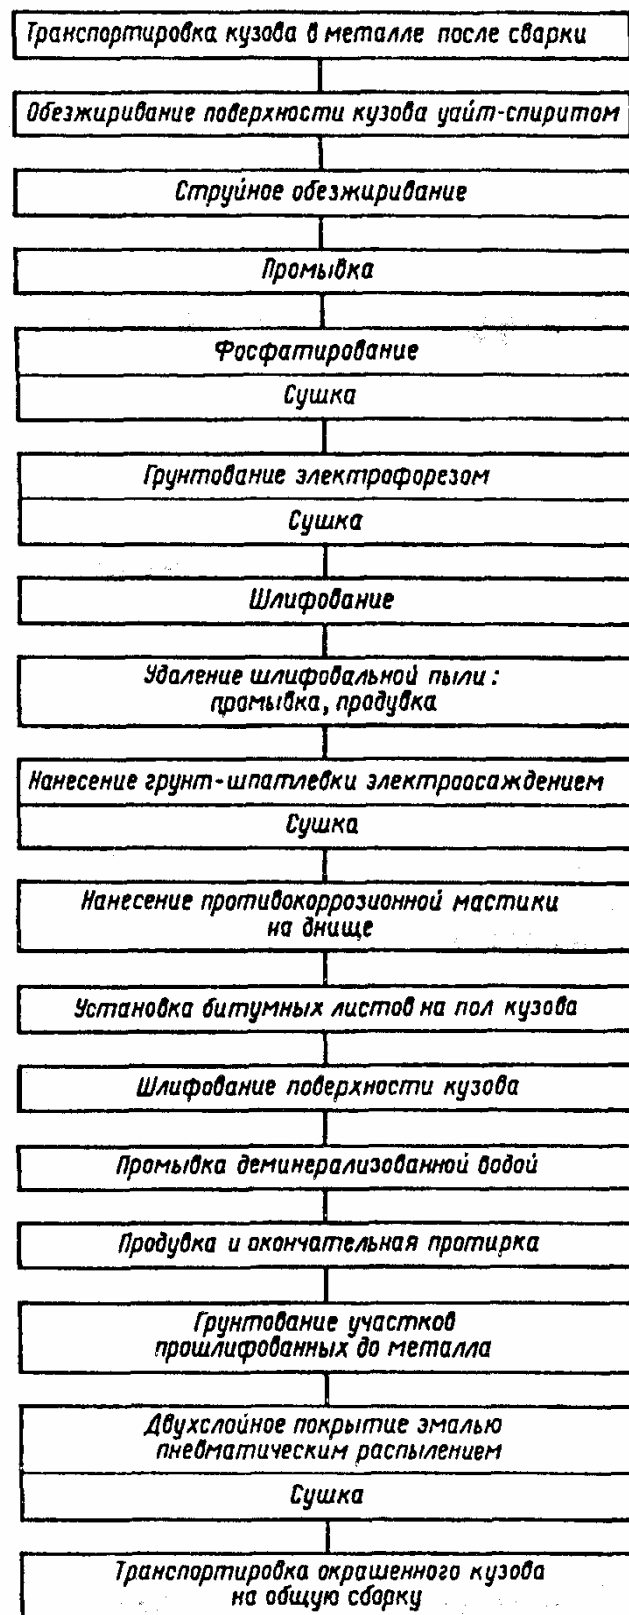 Транспортировка кузова в металле после сварки
Обезжиривание поверхности кузова уайт-спиритом
Струйное обезжиривание
Промывка
Фосфатирование
Сушка
Грунтование электрофорезом
Сушка
Шлифование
Удаление шлифовальной пыли:
промывка, продувка
Нанесение грунт-шпатлевки электроосаждением
Сушка
Нанесение противокоррозионной мастики
на днище
Установка битумных листов на пол кузова
Шлифование поверхности кузова
Промывка деминерализованной водой
Продувка и окончательная протирка
Грунтование участков
прошлифованных до металла
Двухслойное покрытие эмалью
пневматическим распылением
Сушка
Транспортировка окрашенного кузова
на общую сборку